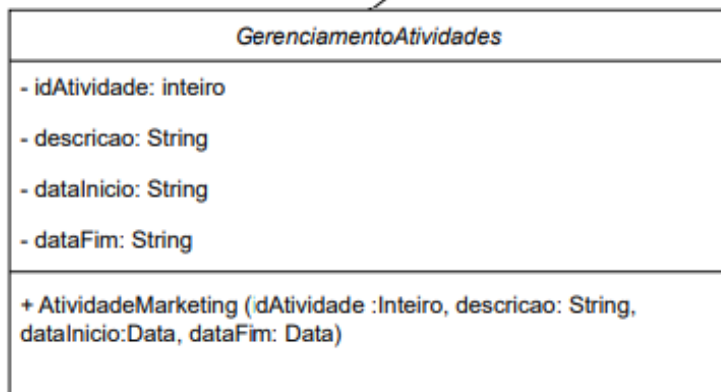 GerenciamentoAtividades
- idAtividade: inteiro
- descricao: String
- dataInicio: String
- dataFim: String
+ AtividadeMarketing (idAtividade :Inteiro, descricao: String,
dataInicio:Data, dataFim: Data)